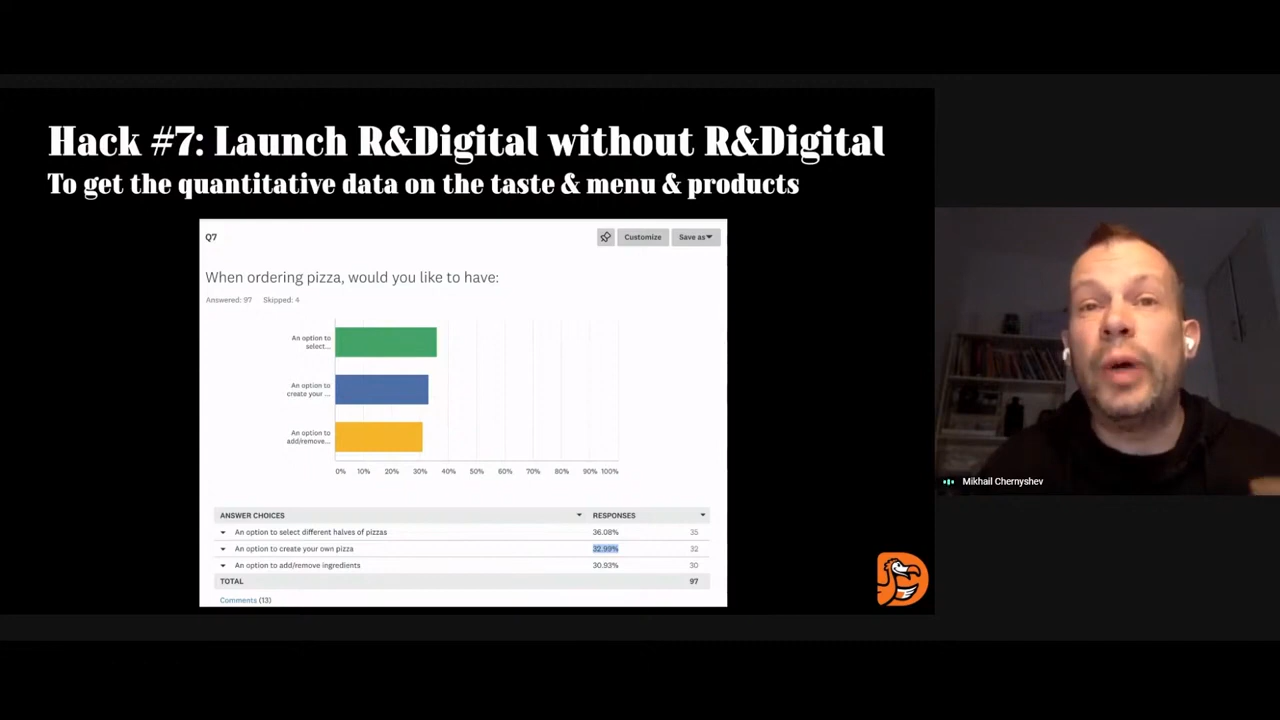 Hack #7: Launch R&Digital without R&Digital
To get the quantitative data on the taste & menu & products
Q7
Customize
Save as
When ordering pizza, would you like to have:
Answered: 97 Skipped: 4
An option to
select...
An option to
create your ...
An option to
add/remove...
0% 10% 20% 30% 40% 50% 60% 70% 80% 90% 100%
ANSWER CHOICES RESPONSES
An option to select different halves of pizzas 36.08% 35
An option to create your own pizza 32.99% 32
An option to add/remove ingredients 30.93% 30
TOTAL 97
Comments (13)
Mikhail Chernyshev